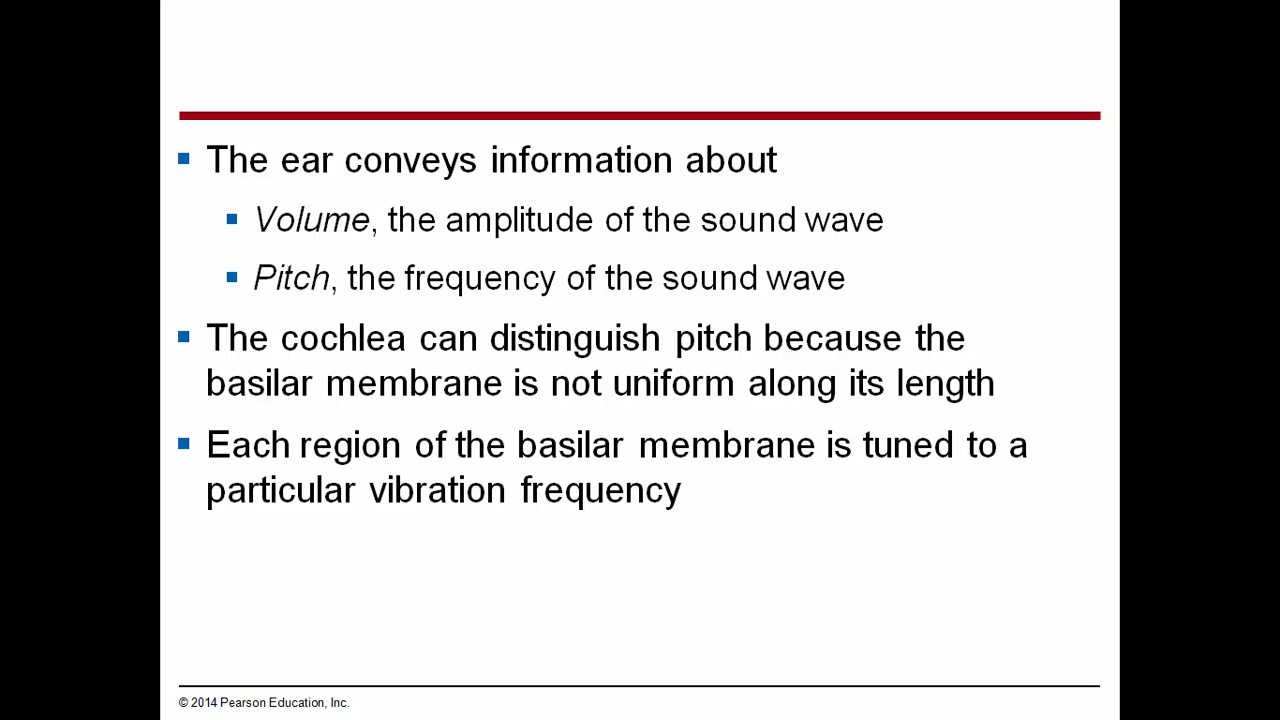 The ear conveys information about
Volume, the amplitude of the sound wave
Pitch, the frequency of the sound wave
The cochlea can distinguish pitch because the
basilar membrane is not uniform along its length
Each region of the basilar membrane is tuned to a
particular vibration frequency
© 2014 Pearson Education, Inc.